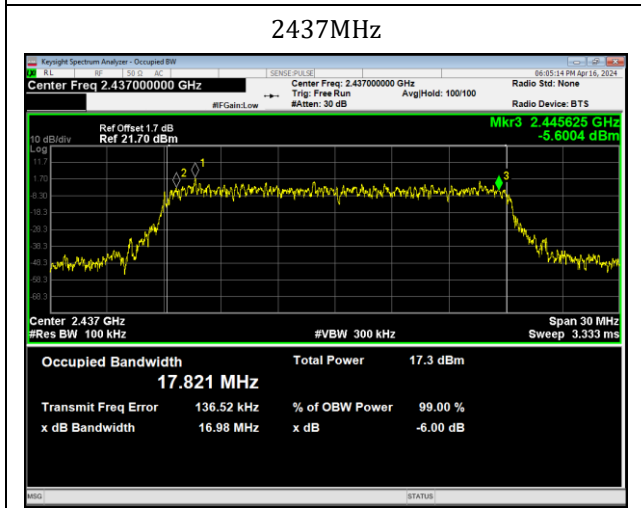 2437MHz
Keysight Spectrum Analyzer - Occupied BW
RL RF 50 Ω AC SENSE:PULSE 06:05:14 PM Apr 16, 2024
Center Freq 2.437000000 GHz Center Freq: 2.437000000 GHz Radio Std: None
Trig: Free Run Avg|Hold: 100/100
#IFGain:Low #Atten: 30 dB Radio Device: BTS
Mkr3 2.445625 GHz
Ref Offset 1.7 dB
10 dB/div Ref 21.70 dBm -5.6004 dBm
Log
11.7
1.70
-8.30
-18.3
-28.3
-38.3
-48.3
-58.3
-68.3
2 1 3
Center 2.437 GHz Span 30 MHz
#Res BW 100 kHz #VBW 300 kHz Sweep 3.333 ms
Occupied Bandwidth Total Power 17.3 dBm
17.821 MHz
Transmit Freq Error 136.52 kHz % of OBW Power 99.00 %
x dB Bandwidth 16.98 MHz x dB -6.00 dB
MSG STATUS